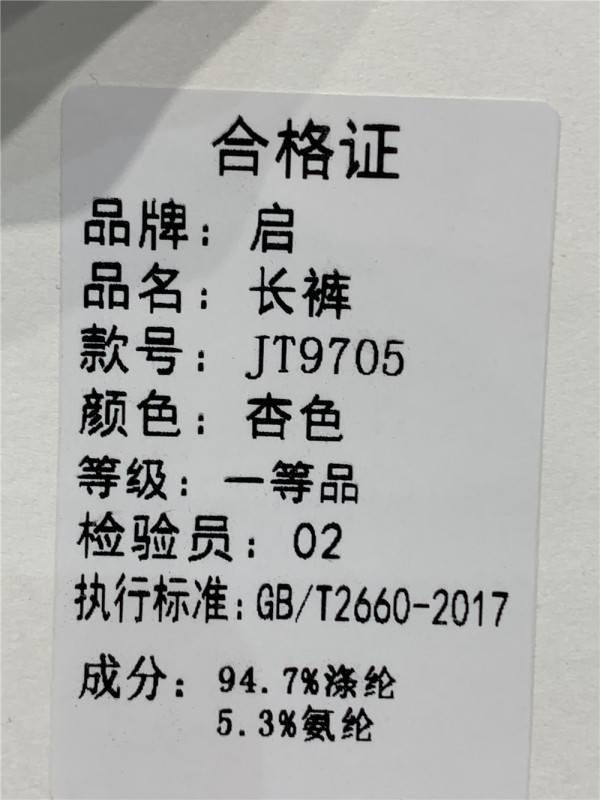 合格证
品牌：启
品名：长裤
款号：JT9705
颜色：杏色
等级：一等品
检验员：02
执行标准：GB/T2660-2017
成分：94.7%涤纶
5.3%氨纶